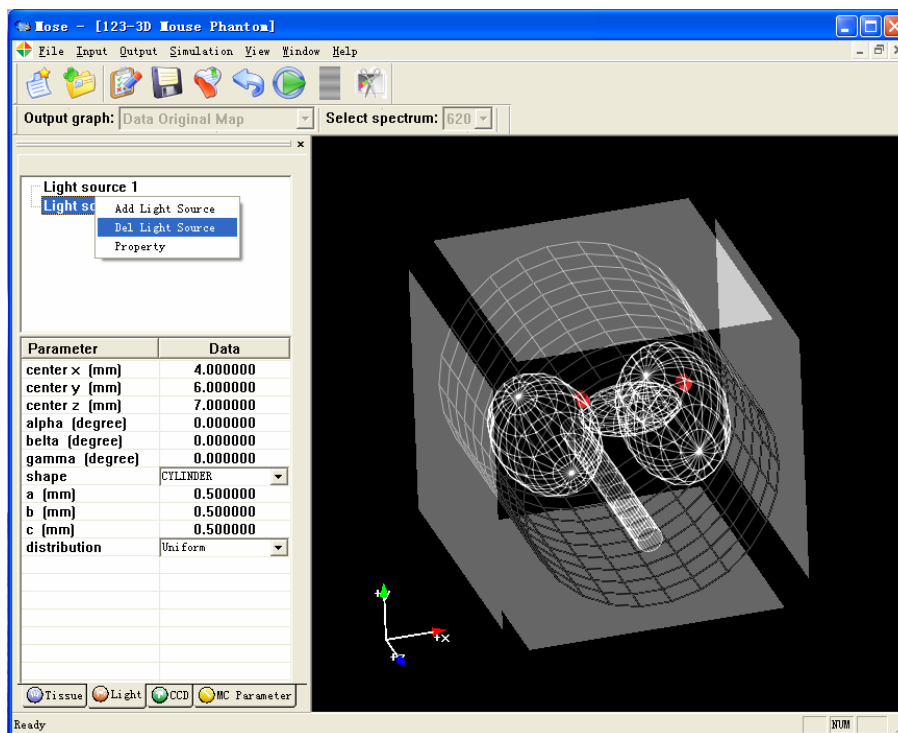 Mose - [123-3D Mouse Phantom]
File Input Output Simulation View Window Help
Output graph: Data Original Map Select spectrum: 620
Light source 1
Light so
Add Light Source
Del Light Source
Property
Parameter Data
center x (mm) 4.000000
center y (mm) 6.000000
center z (mm) 7.000000
alpha (degree) 0.000000
belta (degree) 0.000000
gamma (degree) 0.000000
shape CYLINDER
a (mm) 0.500000
b (mm) 0.500000
c (mm) 0.500000
distribution Uniform
+y
+x
+z
Tissue Light CCD MC Parameter
Ready NUM